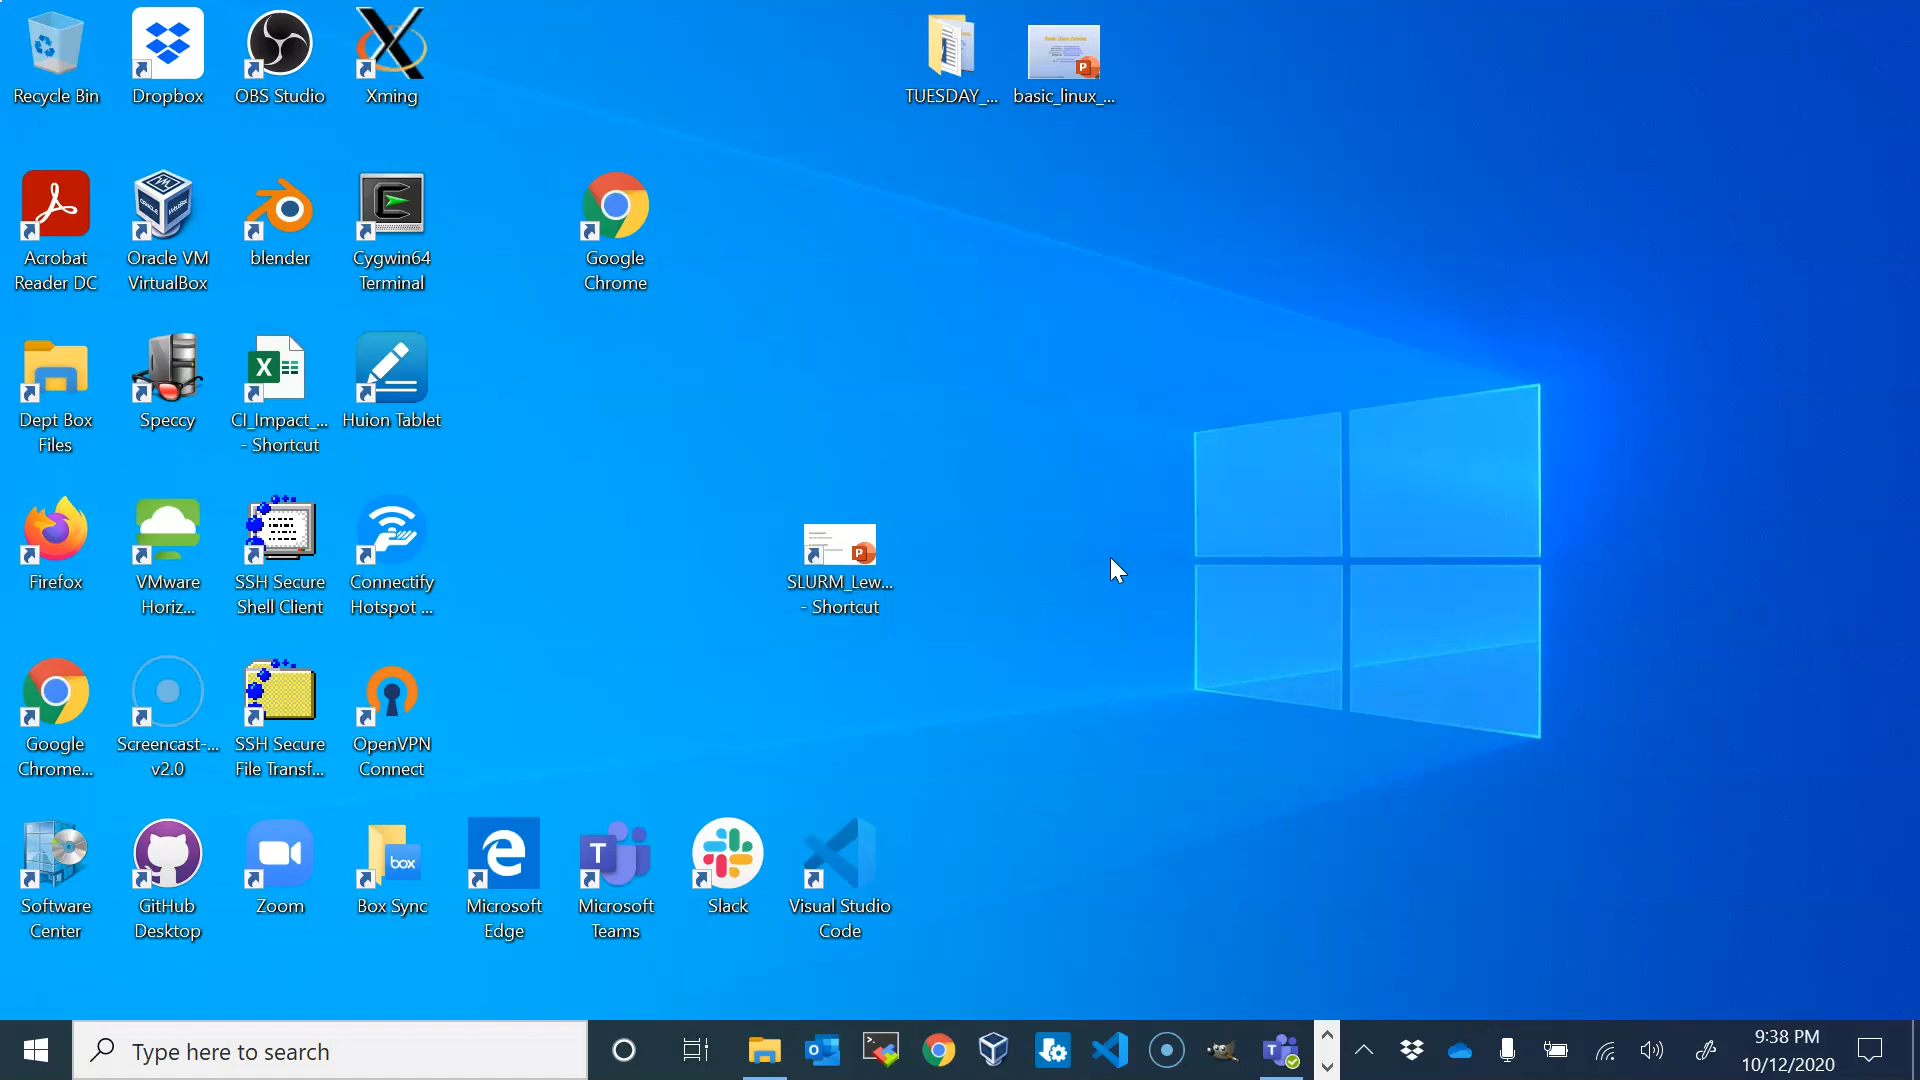 Recycle Bin
Dropbox
OBS Studio
Xming
TUESDAY_...
basic_linux_...
Acrobat
Reader DC
Oracle VM
VirtualBox
blender
Cygwin64
Terminal
Google
Chrome
Dept Box
Files
Speccy
CI_Impact_...
- Shortcut
Huion Tablet
Firefox
VMware
Horiz...
SSH Secure
Shell Client
Connectify
Hotspot ...
SLURM_Lew...
- Shortcut
Google
Chrome...
Screencast-...
v2.0
SSH Secure
File Transf...
OpenVPN
Connect
Software
Center
GitHub
Desktop
Zoom
box
Box Sync
Microsoft
Edge
T
Microsoft
Teams
Slack
Visual Studio
Code
Type here to search
9:38 PM
10/12/2020